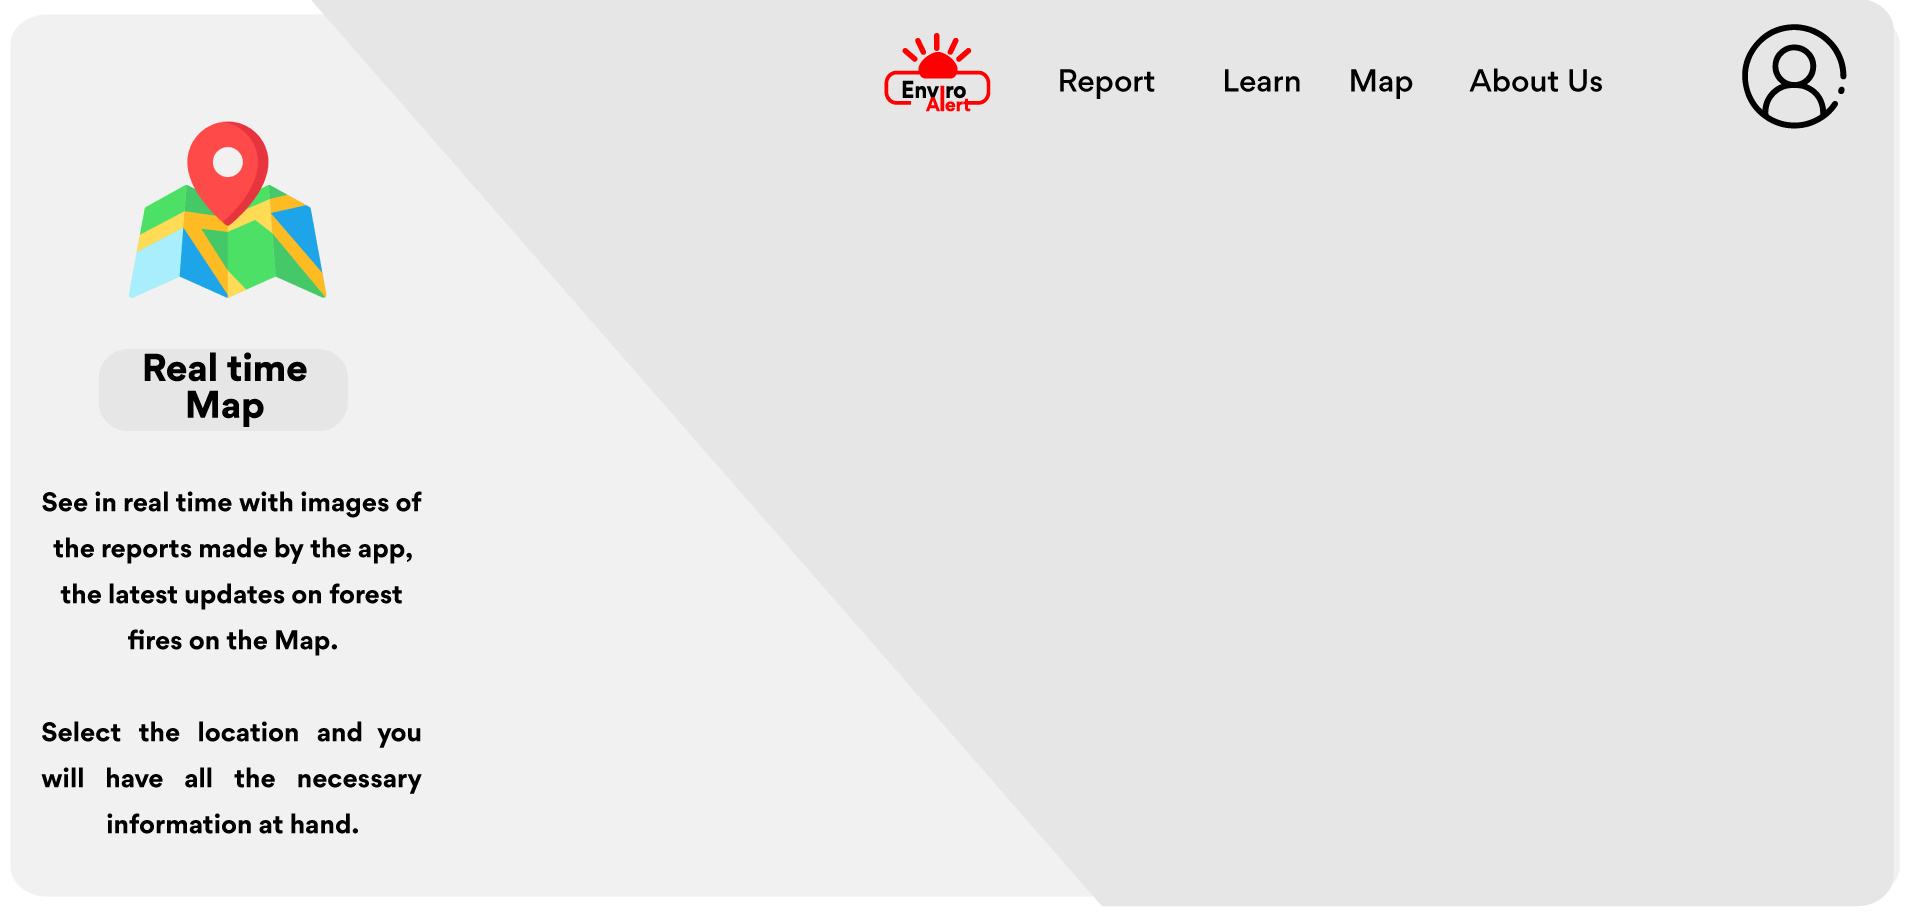 Enviro
Alert
Report
Learn
Map
About Us
Real time
Map
See in real time with images of
the reports made by the app,
the latest updates on forest
fires on the Map.
Select the location and you
will have all the necessary
information at hand.